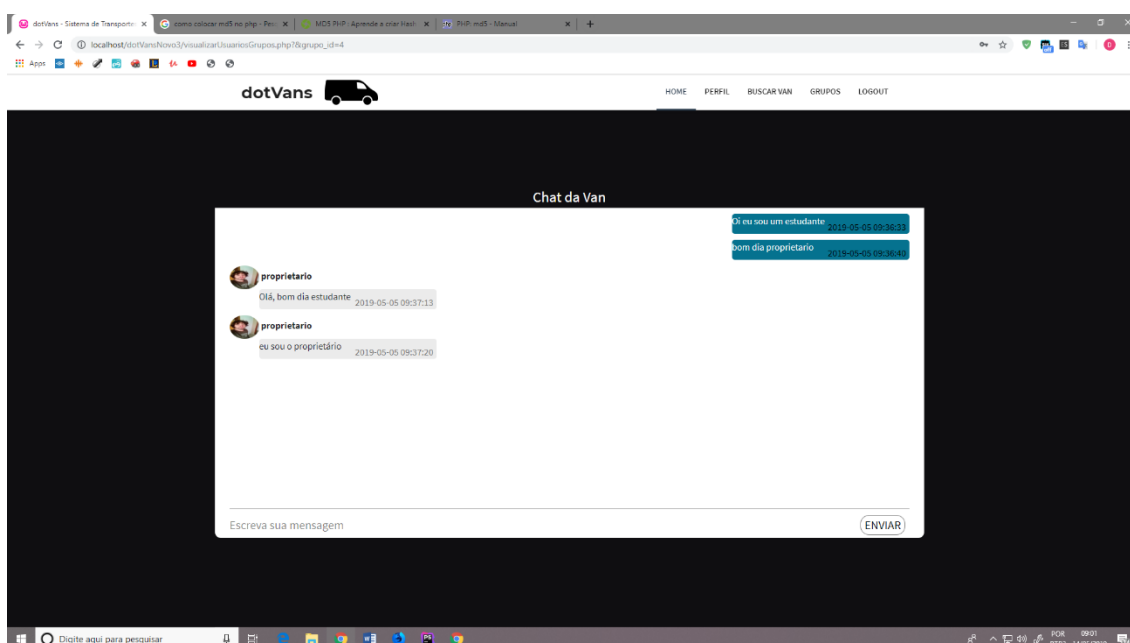 dotVans - Sistema de Transporte como colocar md5 no php - Pes MD5 PHP - Aprende a criar Hash PHP: md5 - Manual
localhost/dotVansNovo3/visualizarUsuariosGrupos.php?&grupo_id=4
Apps
dotVans HOME PERFIL BUSCAR VAN GRUPOS LOGOUT
Chat da Van
Oi eu sou um estudante 2019-05-05 09:36:33
bom dia proprietario 2019-05-05 09:36:40
proprietario
Olá, bom dia estudante 2019-05-05 09:37:13
proprietario
eu sou o proprietário 2019-05-05 09:37:20
Escreva sua mensagem ENVIAR
Digite aqui para pesquisar POR 09:01